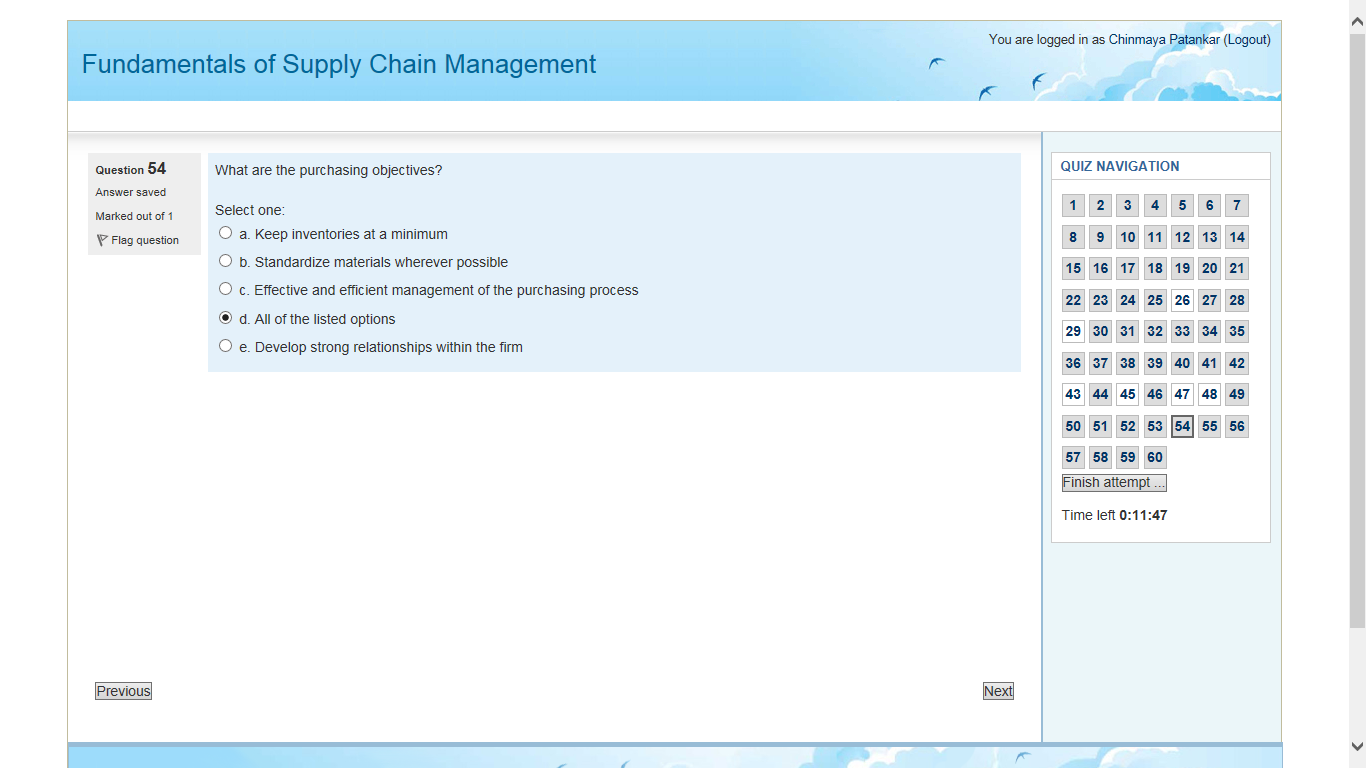 You are logged in as Chinmaya Patankar (Logout)
Fundamentals of Supply Chain Management
Question 54
Answer saved
Marked out of 1
Flag question
What are the purchasing objectives?
Select one:
a. Keep inventories at a minimum
b. Standardize materials wherever possible
c. Effective and efficient management of the purchasing process
d. All of the listed options
e. Develop strong relationships within the firm
Previous
Next
QUIZ NAVIGATION
1 2 3 4 5 6 7
8 9 10 11 12 13 14
15 16 17 18 19 20 21
22 23 24 25 26 27 28
29 30 31 32 33 34 35
36 37 38 39 40 41 42
43 44 45 46 47 48 49
50 51 52 53 54 55 56
57 58 59 60
Finish attempt ...
Time left 0:11:47